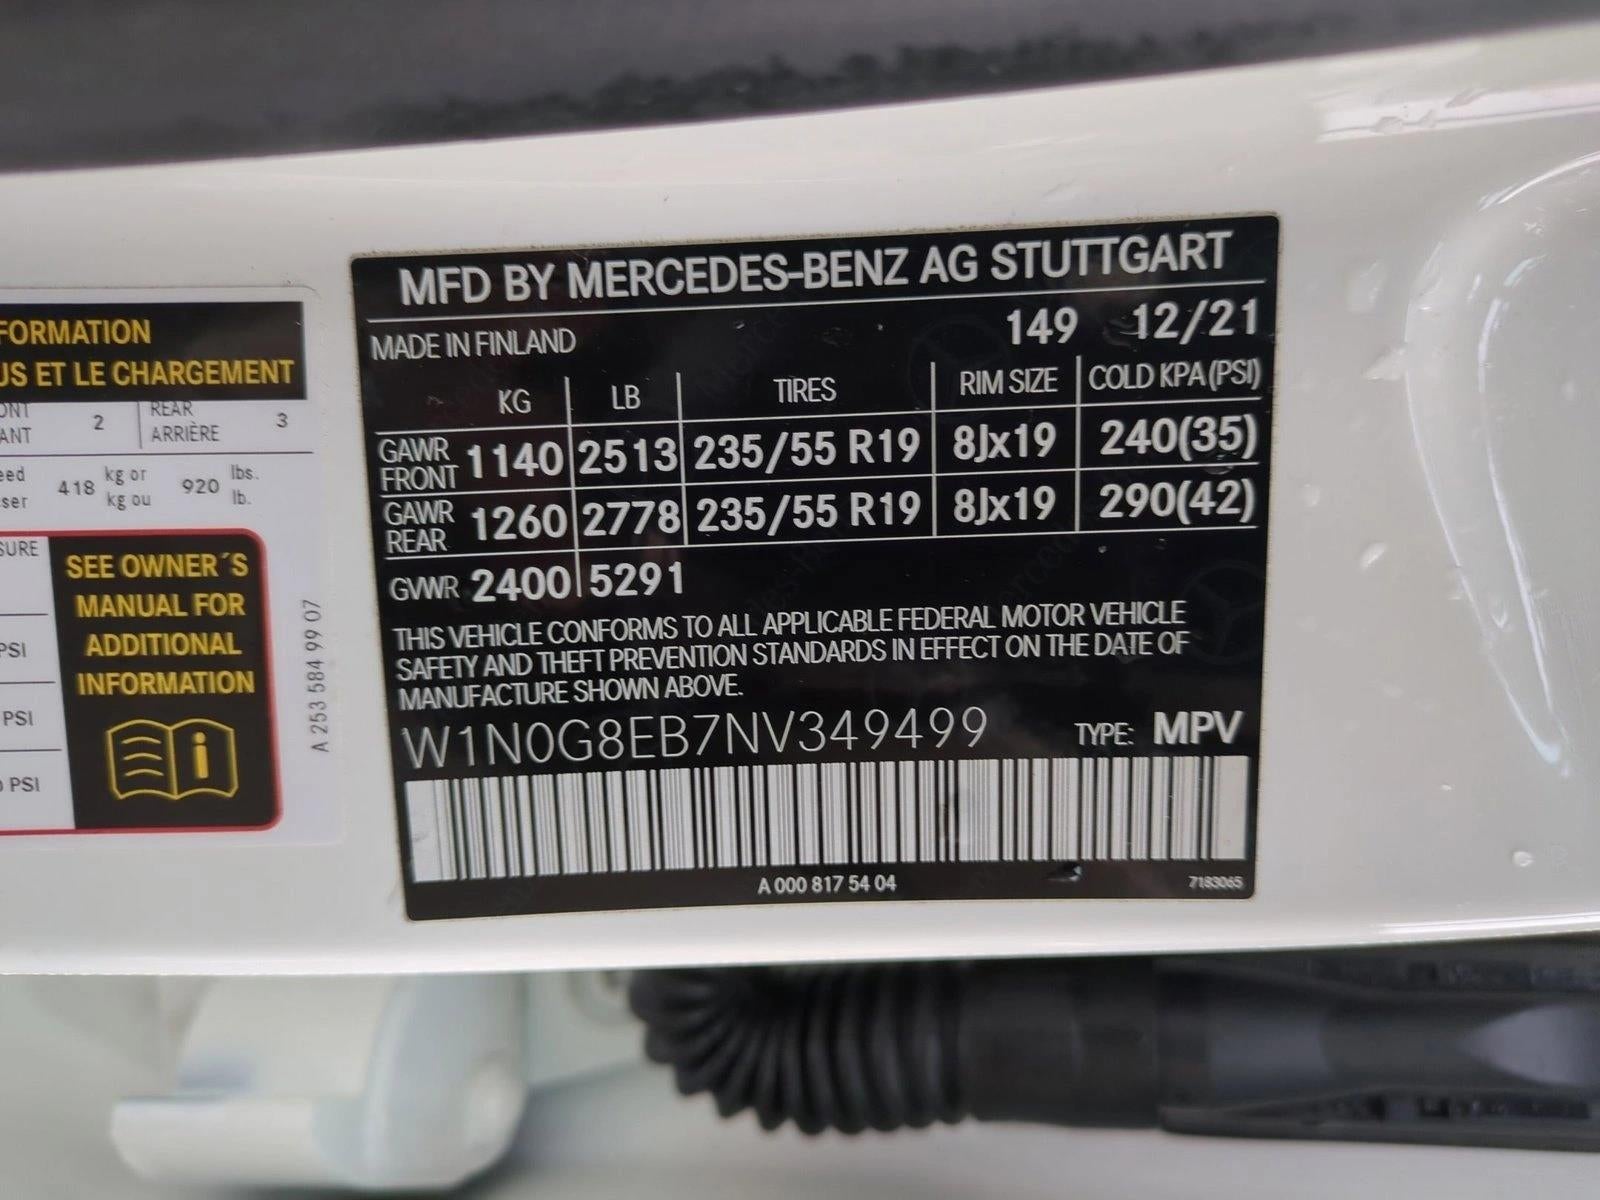 FORMATION
US ET LE CHARGEMENT
ONT
ANT
2
REAR
ARRIÈRE
3
eed
ser
418
kg or
kg ou
920
lbs.
lb.
SURE
PSI
PSI
PSI
SEE OWNER´S
MANUAL FOR
ADDITIONAL
INFORMATION
A 253 584 99 07
MFD BY MERCEDES-BENZ AG STUTTGART
MADE IN FINLAND 149 12/21
KG LB TIRES RIM SIZE COLD KPA (PSI)
GAWR FRONT 1140 2513 235/55 R19 8Jx19 240(35)
GAWR REAR 1260 2778 235/55 R19 8Jx19 290(42)
GVWR 2400 5291
THIS VEHICLE CONFORMS TO ALL APPLICABLE FEDERAL MOTOR VEHICLE
SAFETY AND THEFT PREVENTION STANDARDS IN EFFECT ON THE DATE OF
MANUFACTURE SHOWN ABOVE.
W1N0G8EB7NV349499 TYPE: MPV
A 000 817 54 04
7183065